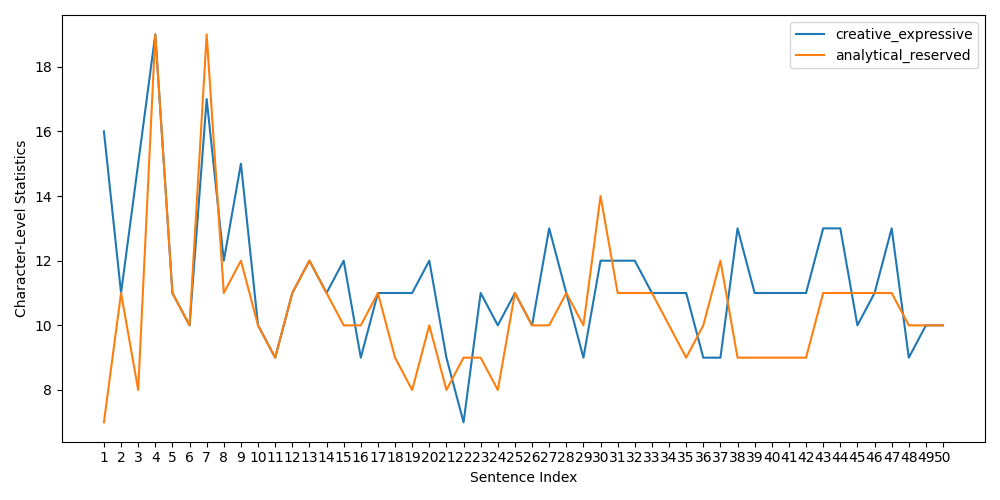 creative_expressive
analytical_reserved
18
16
14
12
10
8
Character-Level Statistics
1 2 3 4 5 6 7 8 9 10 11 12 13 14 15 16 17 18 19 20 21 22 23 24 25 26 27 28 29 30 31 32 33 34 35 36 37 38 39 40 41 42 43 44 45 46 47 48 49 50
Sentence Index